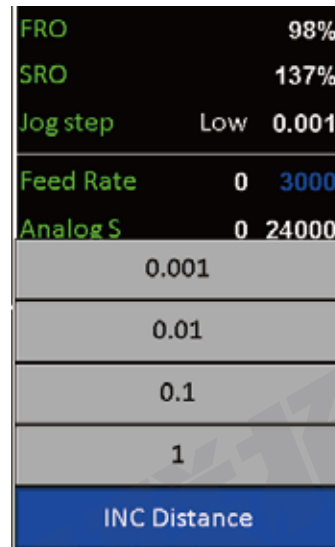 FRO 98%
SRO 137%
Jog step Low 0.001
Feed Rate 0 3000
Analog S 0 24000
0.001
0.01
0.1
1
INC Distance